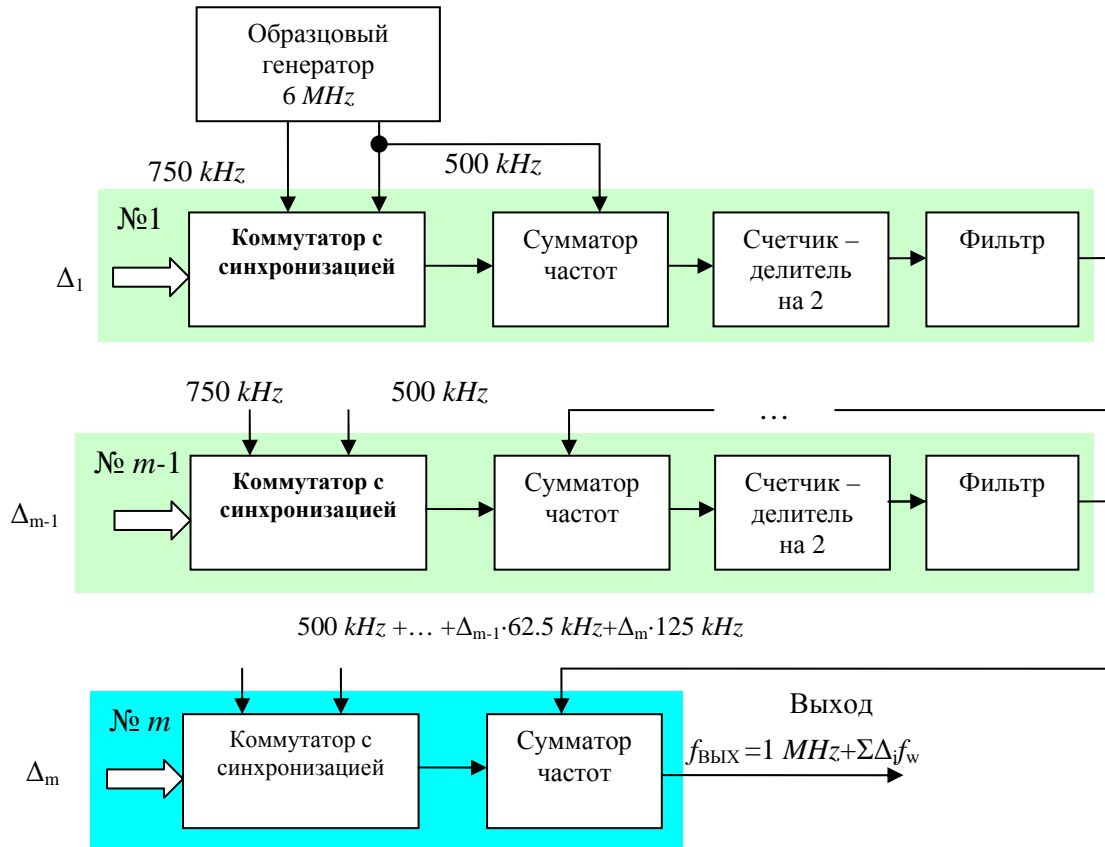 Образцовый
генератор
6 MHz
750 kHz
500 kHz
№1
Δ1
Коммутатор с
синхронизацией
Сумматор
частот
Счетчик –
делитель
на 2
Фильтр
750 kHz
500 kHz
…
№ m-1
Δm-1
Коммутатор с
синхронизацией
Сумматор
частот
Счетчик –
делитель
на 2
Фильтр
500 kHz +… +Δm-1·62.5 kHz+Δm·125 kHz
№ m
Δm
Коммутатор с
синхронизацией
Сумматор
частот
Выход
fВЫХ =1 MHz+ΣΔifw